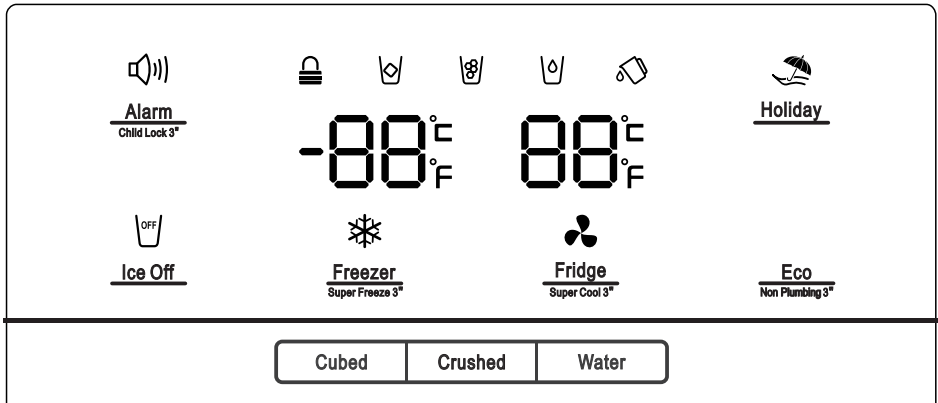 Alarm
Child Lock 3"
Holiday
-88 °C °F
88 °C °F
OFF
Ice Off
Freezer
Super Freeze 3"
Fridge
Super Cool 3"
Eco
Non Plumbing 3"
Cubed
Crushed
Water